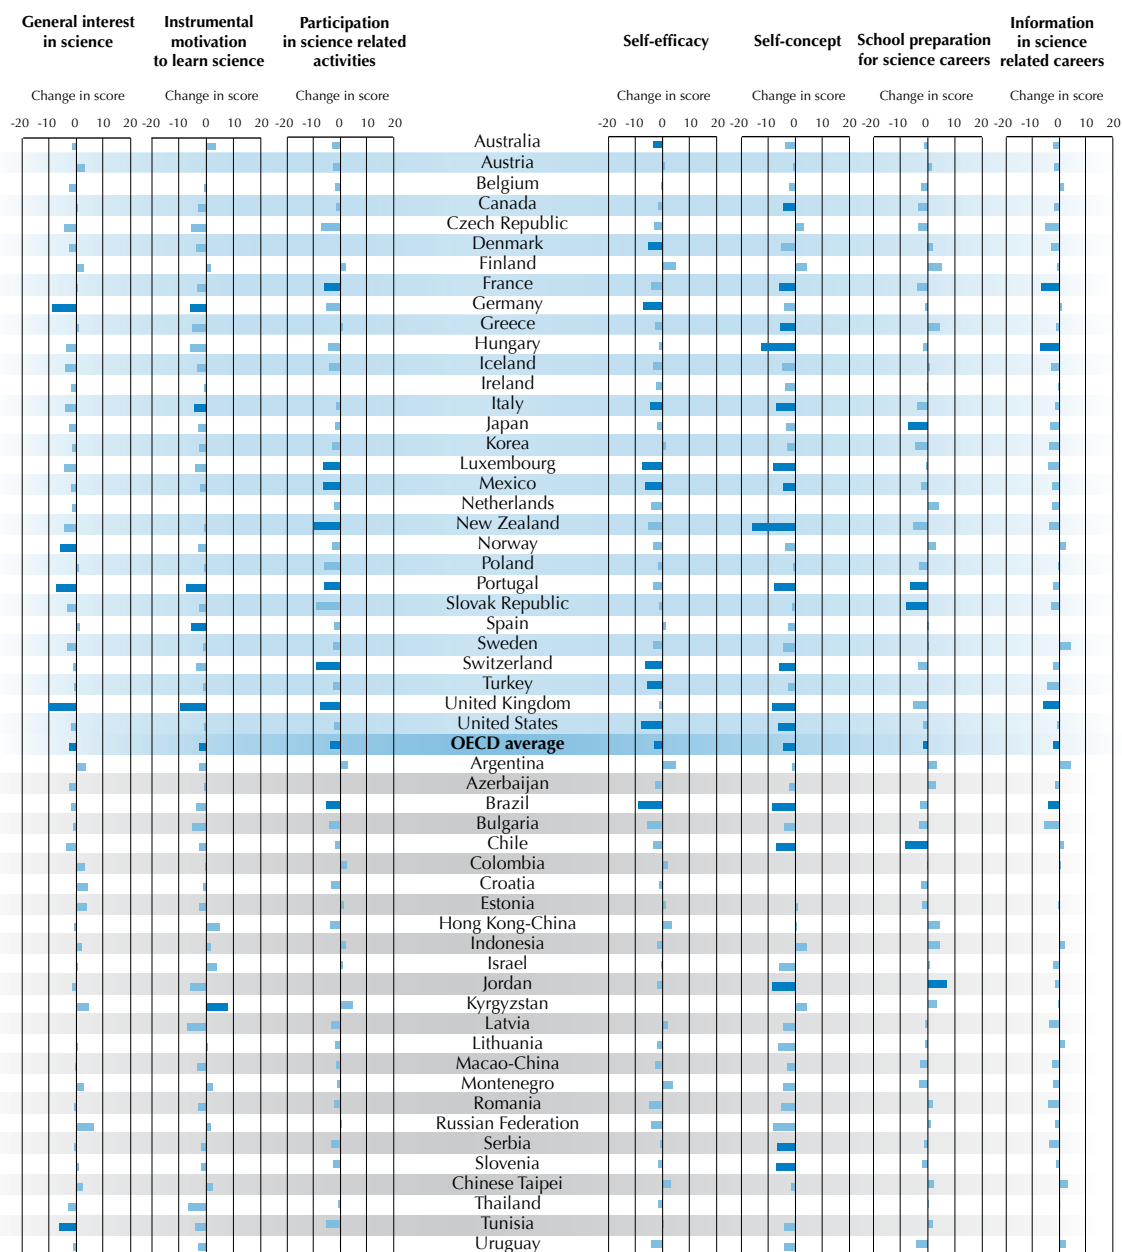 General interest
in science
Instrumental
motivation
to learn science
Participation
in science related
activities
Self-efficacy
Self-concept
School preparation
for science careers
Information
in science
related careers
Change in score
Change in score
Change in score
Change in score
Change in score
Change in score
Change in score
-20 -10 0 10 20
-20 -10 0 10 20
-20 -10 0 10 20
-20 -10 0 10 20
-20 -10 0 10 20
-20 -10 0 10 20
-20 -10 0 10 20
Australia
Austria
Belgium
Canada
Czech Republic
Denmark
Finland
France
Germany
Greece
Hungary
Iceland
Ireland
Italy
Japan
Korea
Luxembourg
Mexico
Netherlands
New Zealand
Norway
Poland
Portugal
Slovak Republic
Spain
Sweden
Switzerland
Turkey
United Kingdom
United States
OECD average
Argentina
Azerbaijan
Brazil
Bulgaria
Chile
Colombia
Croatia
Estonia
Hong Kong-China
Indonesia
Israel
Jordan
Kyrgyzstan
Latvia
Lithuania
Macao-China
Montenegro
Romania
Russian Federation
Serbia
Slovenia
Chinese Taipei
Thailand
Tunisia
Uruguay